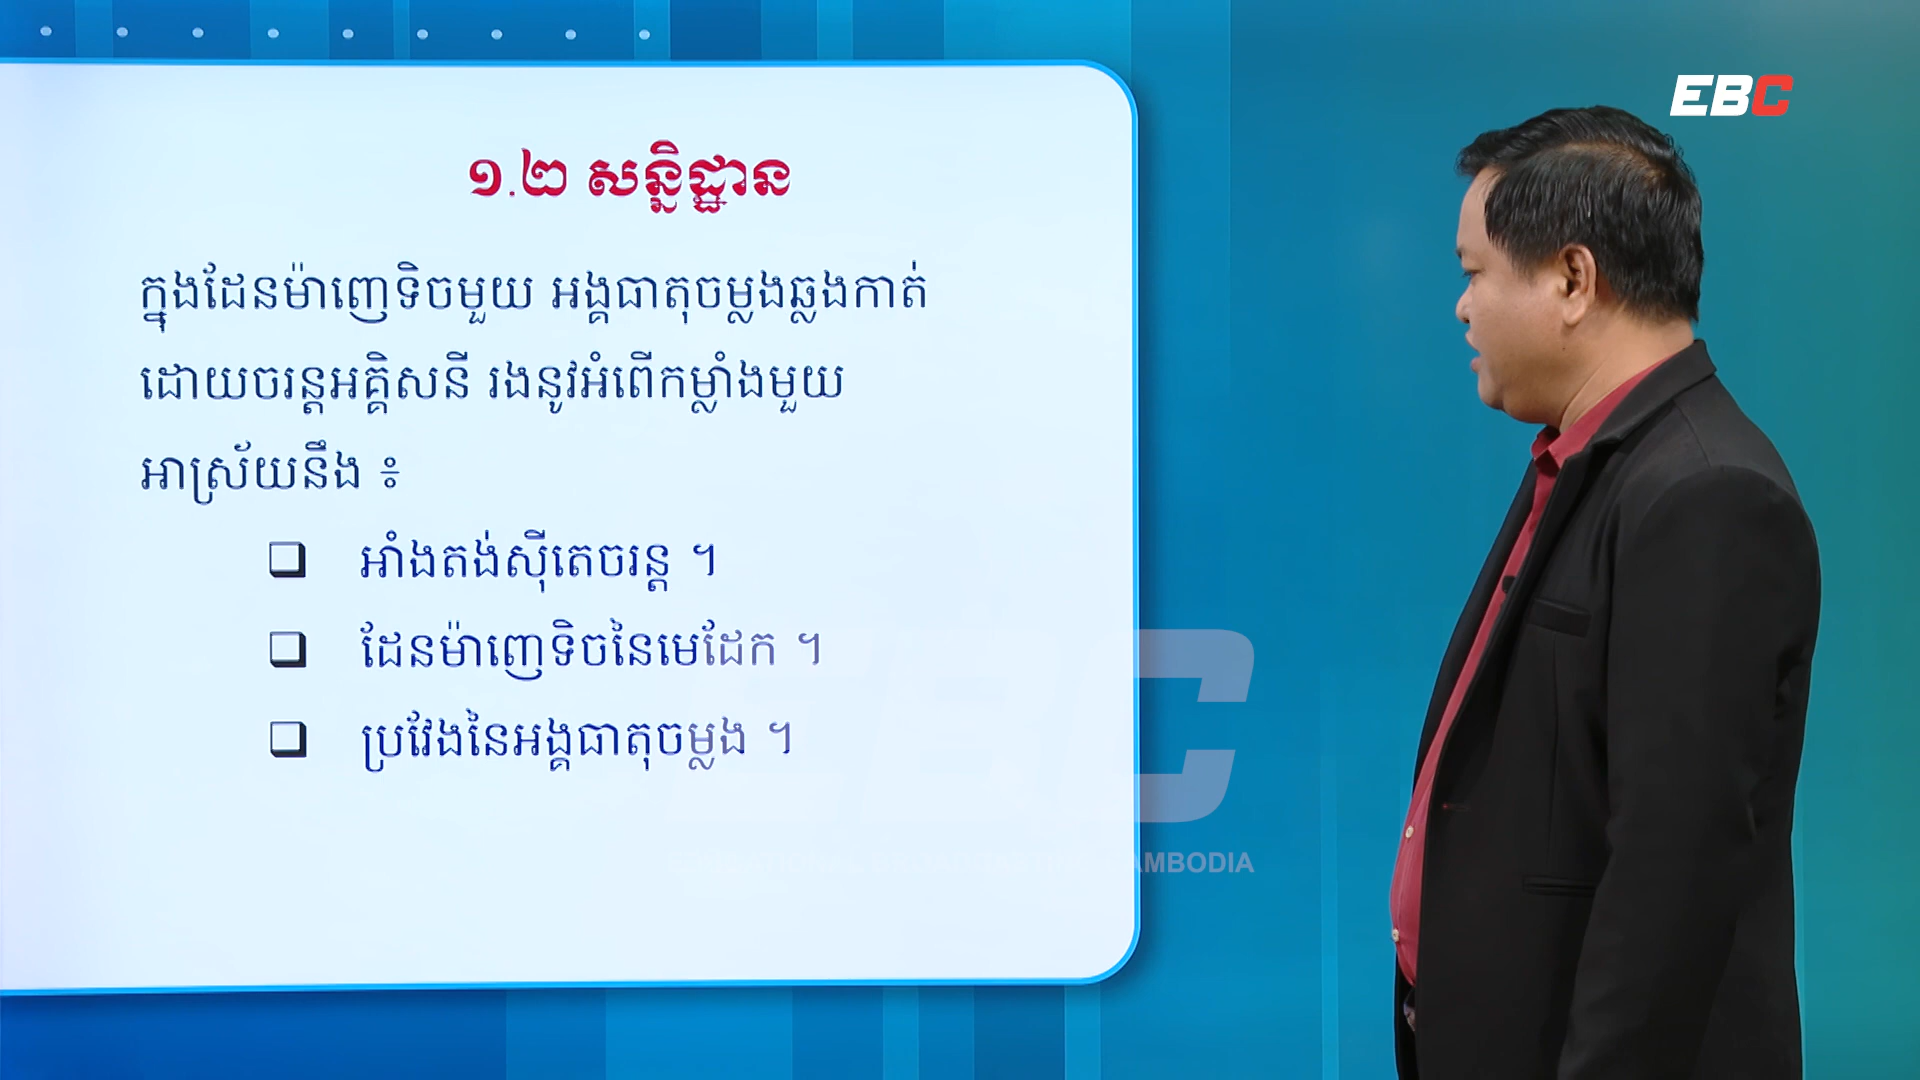 EBC
១.២ សន្និដ្ឋាន
ក្នុងដែនម៉ាញេទិចមួយ អង្គធាតុចម្លងឆ្លងកាត់
ដោយចរន្តអគ្គិសនី រងនូវអំពើកម្លាំងមួយ
អាស្រ័យនឹង ៖
អាំងតង់ស៊ីតេចរន្ត ។
ដែនម៉ាញេទិចនៃមេដែក ។
ប្រវែងនៃអង្គធាតុចម្លង ។
EBC
EDUCATIONAL BROADCASTING CAMBODIA